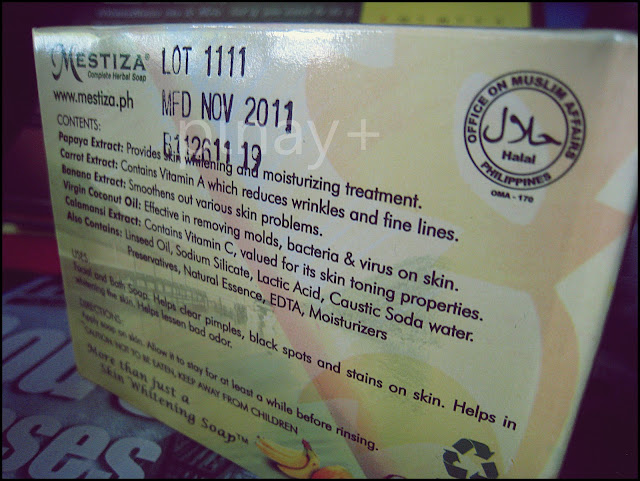 MESTIZA®
Complete Herbal Soap
www.mestiza.ph
LOT 1111
MFD NOV 2011
B112611 19
pinay+
OFFICE ON MUSLIM AFFAIRS
حلال
Halal
PHILIPPINES
OMA - 170
CONTENTS:
Papaya Extract: Provides skin whitening and moisturizing treatment.
Carrot Extract: Contains Vitamin A which reduces wrinkles and fine lines.
Banana Extract: Smoothens out various skin problems.
Virgin Coconut Oil: Effective in removing molds, bacteria & virus on skin.
Calamansi Extract: Contains Vitamin C, valued for its skin toning properties.
Also Contains: Linseed Oil, Sodium Silicate, Lactic Acid, Caustic Soda water.
Preservatives, Natural Essence, EDTA, Moisturizers
USES:
Facial and Bath Soap. Helps clear pimples, black spots and stains on skin. Helps in
whitening the skin. Helps lessen bad odor.
DIRECTIONS:
Apply soap on skin. Allow it to stay for at least a while before rinsing.
*CAUTION: NOT TO BE EATEN, KEEP AWAY FROM CHILDREN
More than just a
Skin Whitening Soap™
ses